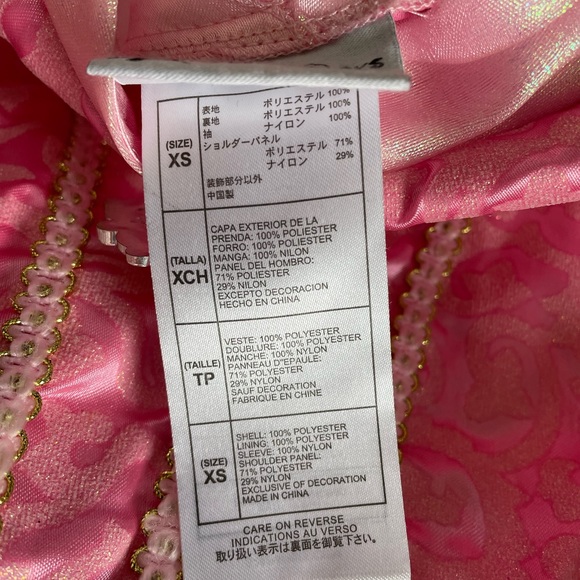 (SIZE)
XS
表地 ポリエステル 100%
裏地 ポリエステル 100%
袖 ナイロン 100%
ショルダーパネル
ポリエステル 71%
ナイロン 29%
装飾部分以外
中国製
(TALLA)
XCH
CAPA EXTERIOR DE LA
PRENDA: 100% POLIESTER
FORRO: 100% POLIESTER
MANGA: 100% NILON
PANEL DEL HOMBRO:
71% POLIESTER
29% NILON
EXCEPTO DECORACION
HECHO EN CHINA
(TAILLE)
TP
VESTE: 100% POLYESTER
DOUBLURE: 100% POLYESTER
MANCHE: 100% NYLON
PANNEAU D"EPAULE:
71% POLYESTER
29% NYLON
SAUF DECORATION
FABRIQUE EN CHINE
(SIZE)
XS
SHELL: 100% POLYESTER
LINING: 100% POLYESTER
SLEEVE: 100% NYLON
SHOULDER PANEL:
71% POLYESTER
29% NYLON
EXCLUSIVE OF DECORATION
MADE IN CHINA
CARE ON REVERSE
INDICATIONS AU VERSO
取り扱い表示は裏面を御覧下さい。